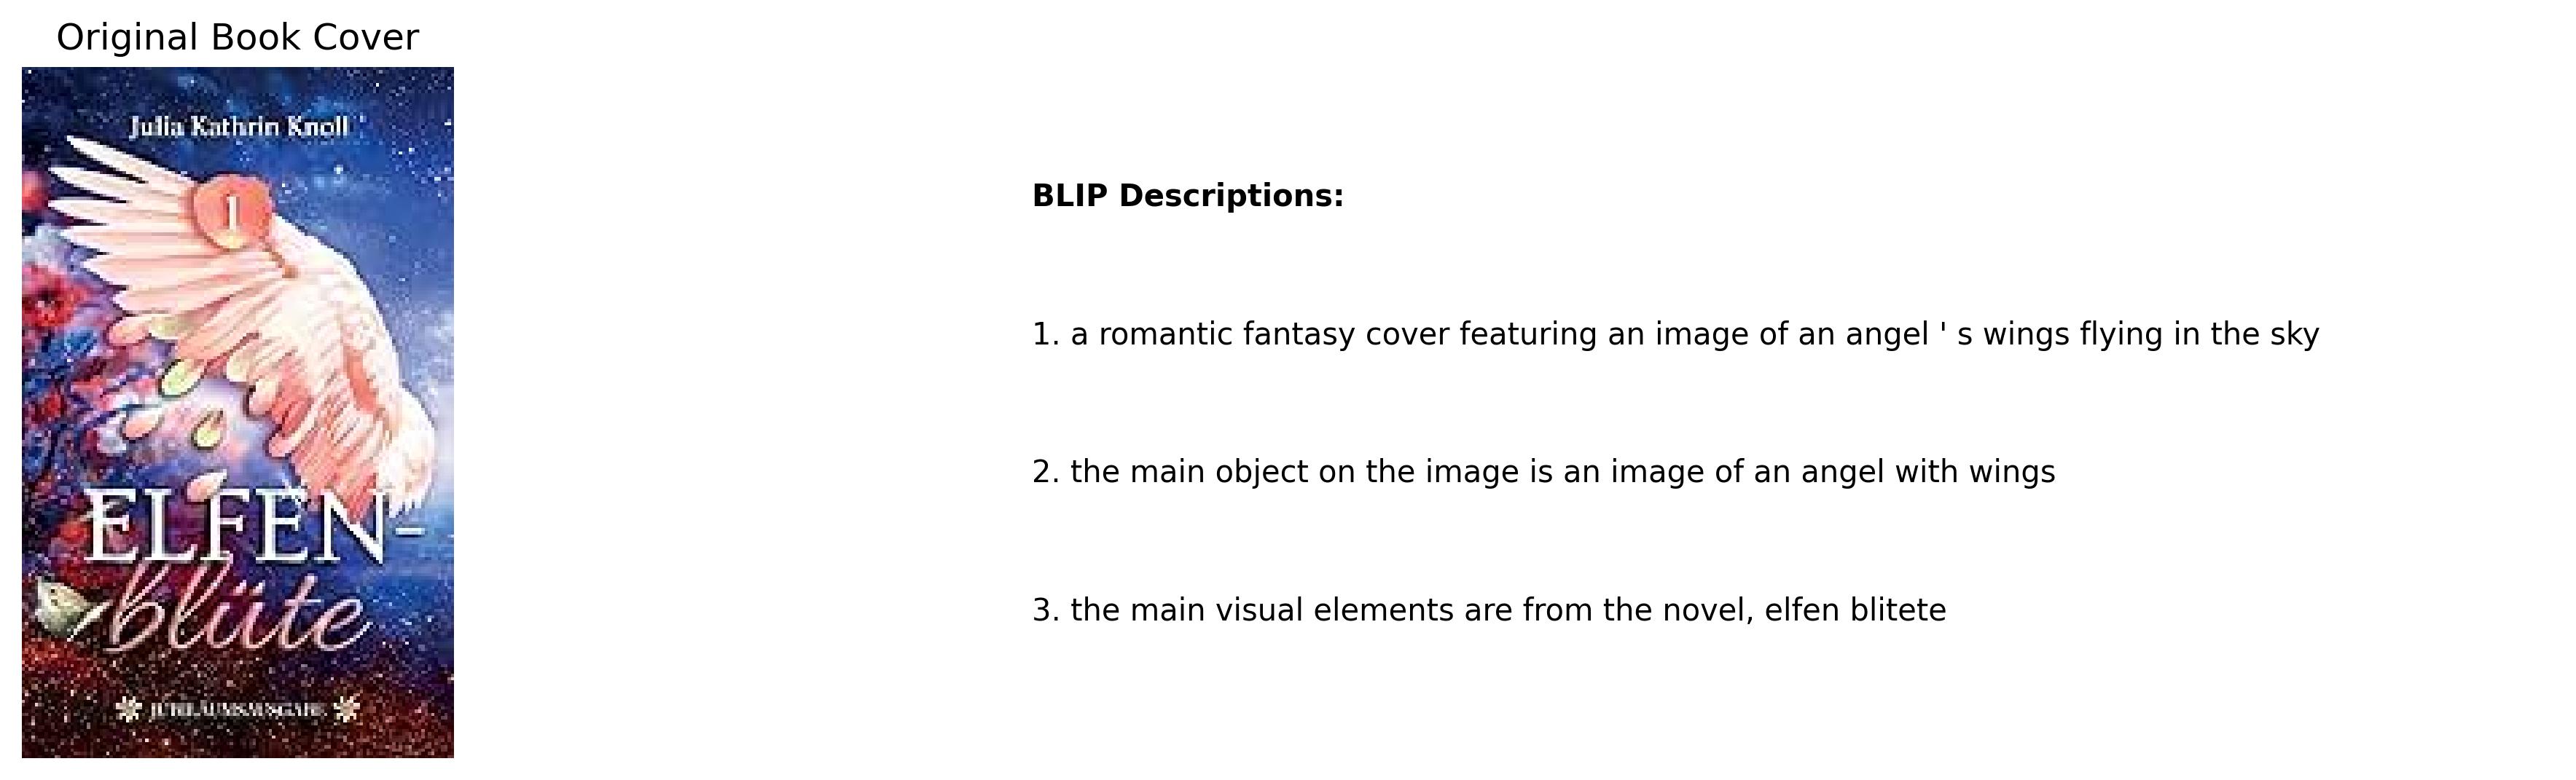 Original Book Cover
Julia Kathrin Knoll
1
ELFEN-
blüte
JUBILÄUMSAUSGABE
BLIP Descriptions:
1. a romantic fantasy cover featuring an image of an angel ' s wings flying in the sky
2. the main object on the image is an image of an angel with wings
3. the main visual elements are from the novel, elfen blitete